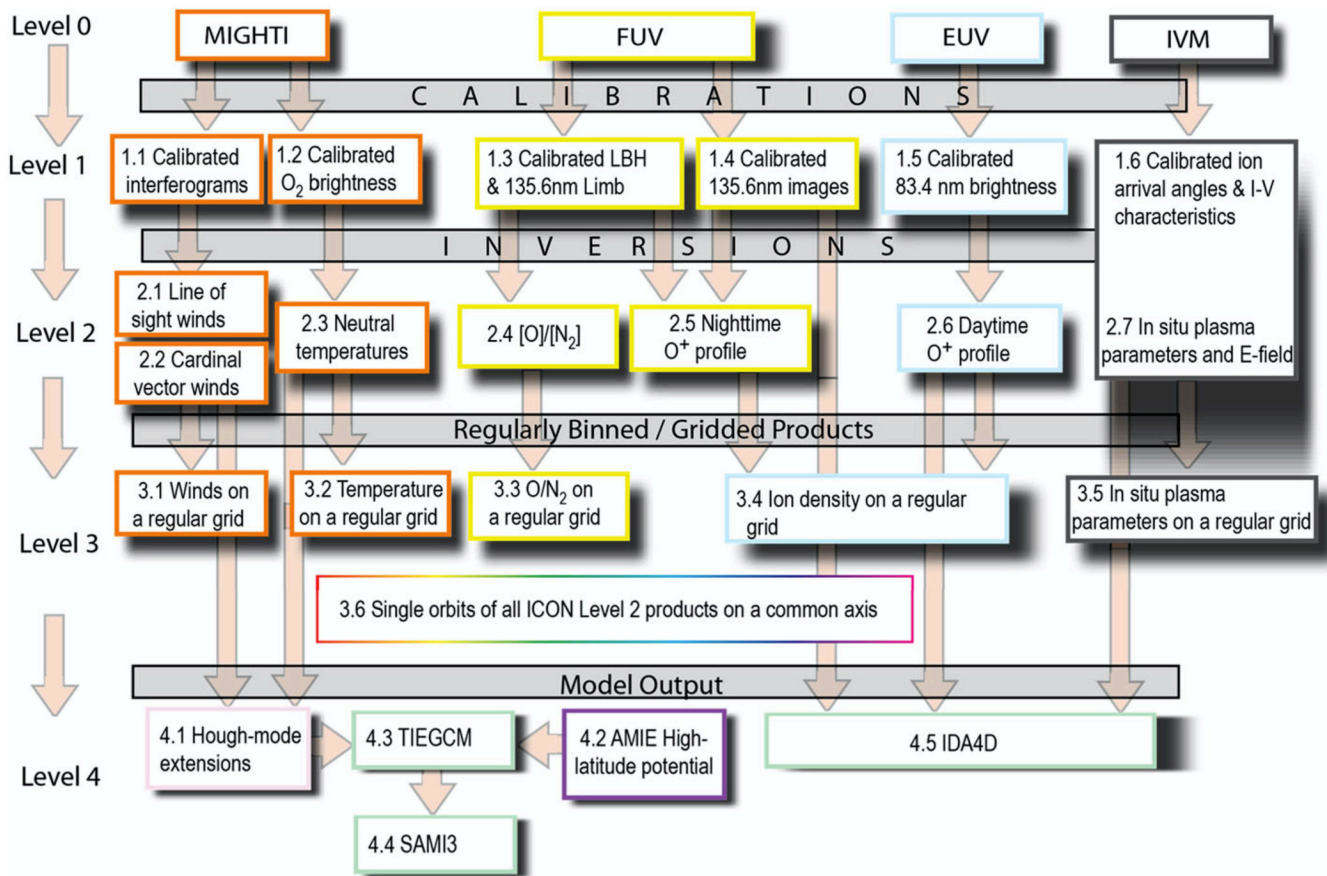 Level 0
MIGHTI
FUV
EUV
IVM
C A L I B R A T I O N S
Level 1
1.1 Calibrated
interferograms
1.2 Calibrated
O₂ brightness
1.3 Calibrated LBH
& 135.6nm Limb
1.4 Calibrated
135.6nm images
1.5 Calibrated
83.4 nm brightness
1.6 Calibrated ion
arrival angles & I-V
characteristics
I N V E R S I O N S
Level 2
2.1 Line of
sight winds
2.2 Cardinal
vector winds
2.3 Neutral
temperatures
2.4 [O]/[N₂]
2.5 Nighttime
O⁺ profile
2.6 Daytime
O⁺ profile
2.7 In situ plasma
parameters and E-field
Regularly Binned / Gridded Products
Level 3
3.1 Winds on
a regular grid
3.2 Temperature
on a regular grid
3.3 O/N₂ on
a regular grid
3.4 Ion density on a regular
grid
3.5 In situ plasma
parameters on a regular grid
3.6 Single orbits of all ICON Level 2 products on a common axis
Model Output
Level 4
4.1 Hough-mode
extensions
4.3 TIEGCM
4.2 AMIE High-
latitude potential
4.5 IDA4D
4.4 SAMI3